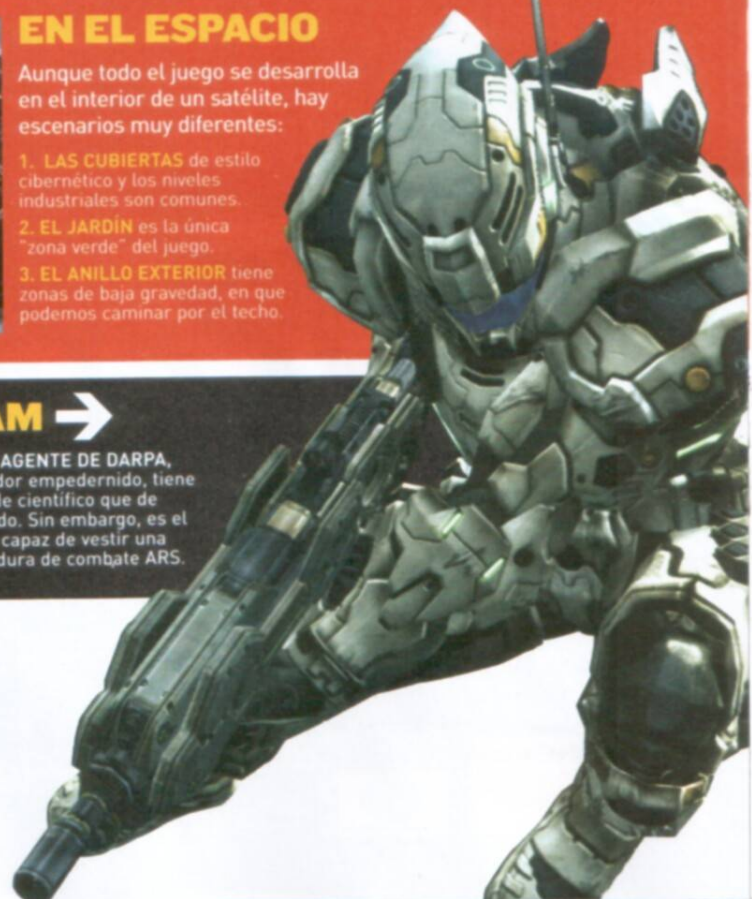 EN EL ESPACIO
Aunque todo el juego se desarrolla
en el interior de un satélite, hay
escenarios muy diferentes:
1. LAS CUBIERTAS de estilo
cibernético y los niveles
industriales son comunes.
2. EL JARDÍN es la única
"zona verde" del juego.
3. EL ANILLO EXTERIOR tiene
zonas de baja gravedad, en que
podemos caminar por el techo.
AM
AGENTE DE DARPA,
dor empedernido, tiene
de científico que de
do. Sin embargo, es el
capaz de vestir una
dura de combate ARS.